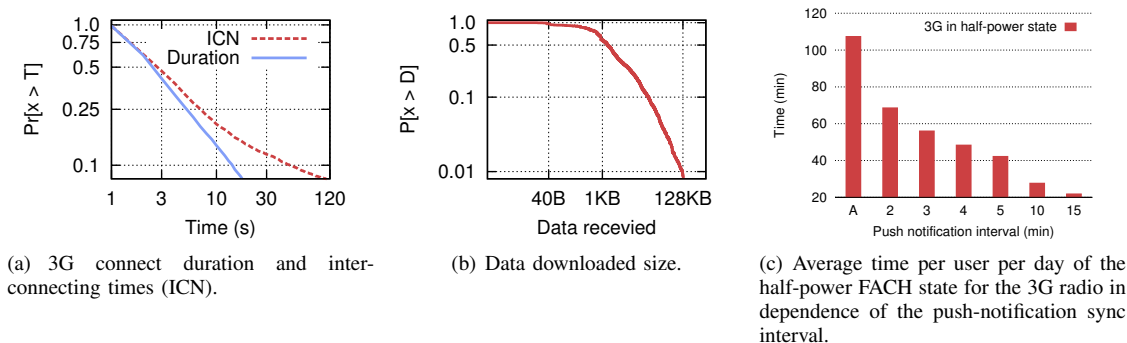 1.0
0.75
0.5
0.25
0.1
Pr[x > T]
ICN
Duration
1 3 10 30 120
Time (s)
(a) 3G connect duration and inter-
connecting times (ICN).
1.0
0.5
0.1
0.01
P[x > D]
40B 1KB 128KB
Data recevied
(b) Data downloaded size.
120
100
80
60
40
20
Time (min)
3G in half-power state
A 2 3 4 5 10 15
Push notification interval (min)
(c) Average time per user per day of the
half-power FACH state for the 3G radio in
dependence of the push-notification sync
interval.